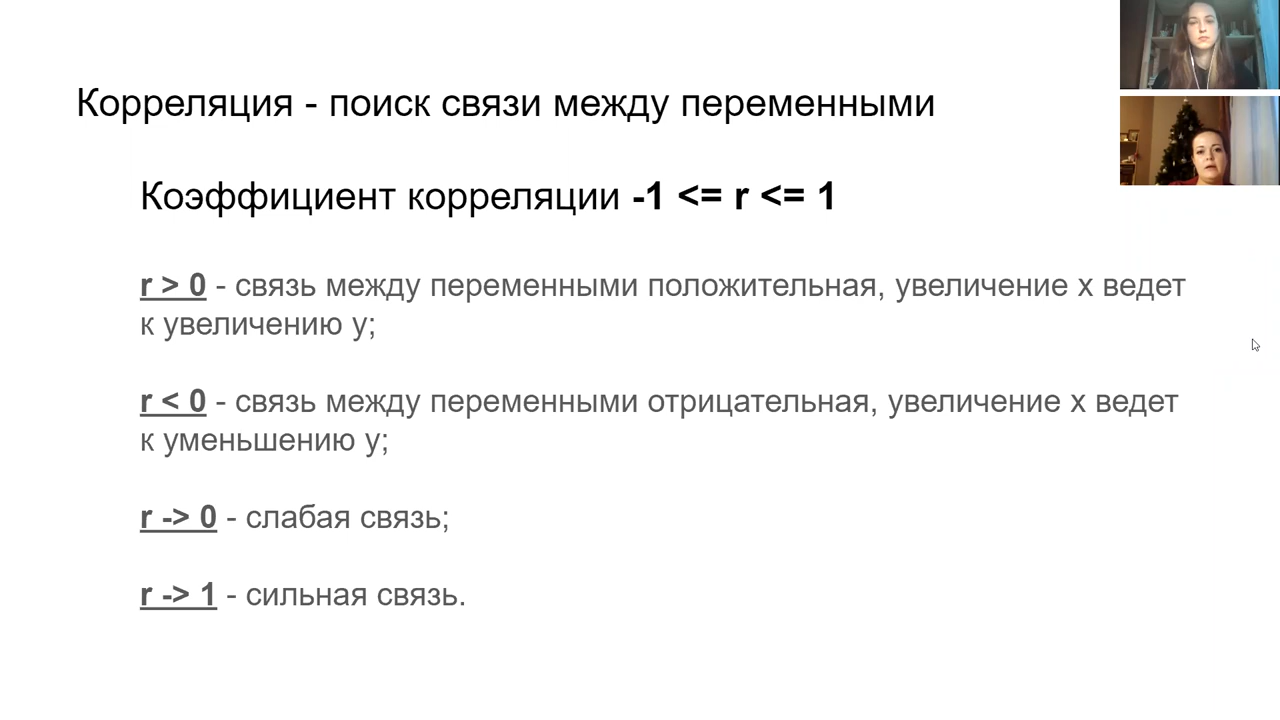 Корреляция - поиск связи между переменными
Коэффициент корреляции -1 <= r <= 1
r > 0 - связь между переменными положительная, увеличение x ведет
к увеличению y;
r < 0 - связь между переменными отрицательная, увеличение x ведет
к уменьшению y;
r -> 0 - слабая связь;
r -> 1 - сильная связь.